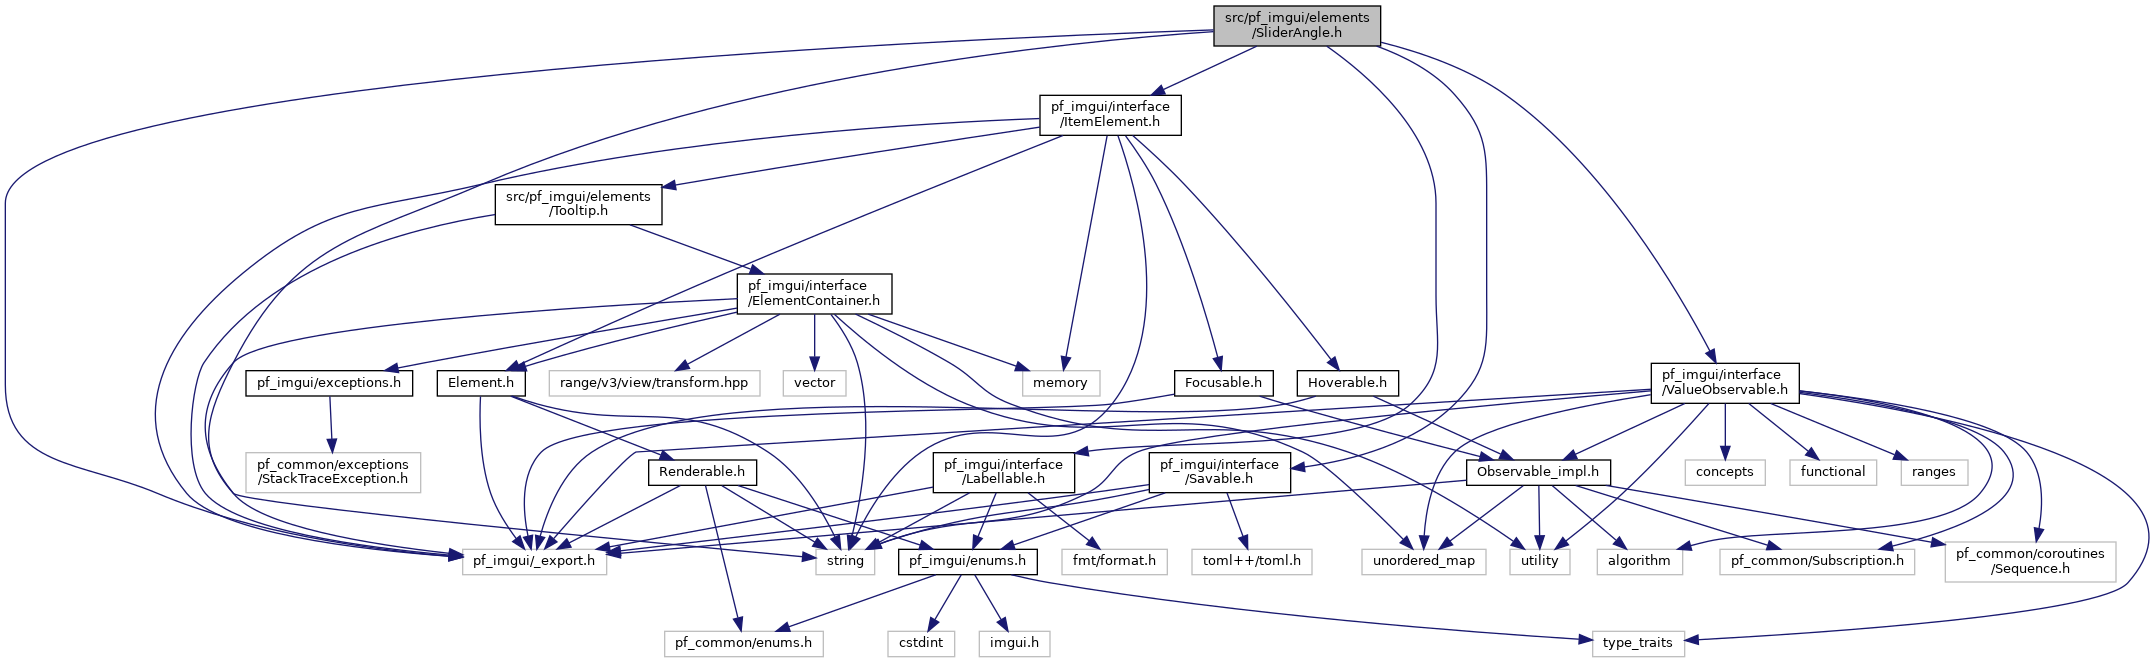 src/pf_imgui/elements
/SliderAngle.h
pf_imgui/interface
/ItemElement.h
src/pf_imgui/elements
/Tooltip.h
pf_imgui/interface
/ElementContainer.h
pf_imgui/exceptions.h
Element.h
range/v3/view/transform.hpp
vector
memory
Focusable.h
Hoverable.h
pf_imgui/interface
/ValueObservable.h
pf_common/exceptions
/StackTraceException.h
Renderable.h
pf_imgui/interface
/Labellable.h
pf_imgui/interface
/Savable.h
Observable_impl.h
concepts
functional
ranges
pf_imgui/_export.h
string
pf_imgui/enums.h
fmt/format.h
toml++/toml.h
unordered_map
utility
algorithm
pf_common/Subscription.h
pf_common/coroutines
/Sequence.h
pf_common/enums.h
cstdint
imgui.h
type_traits